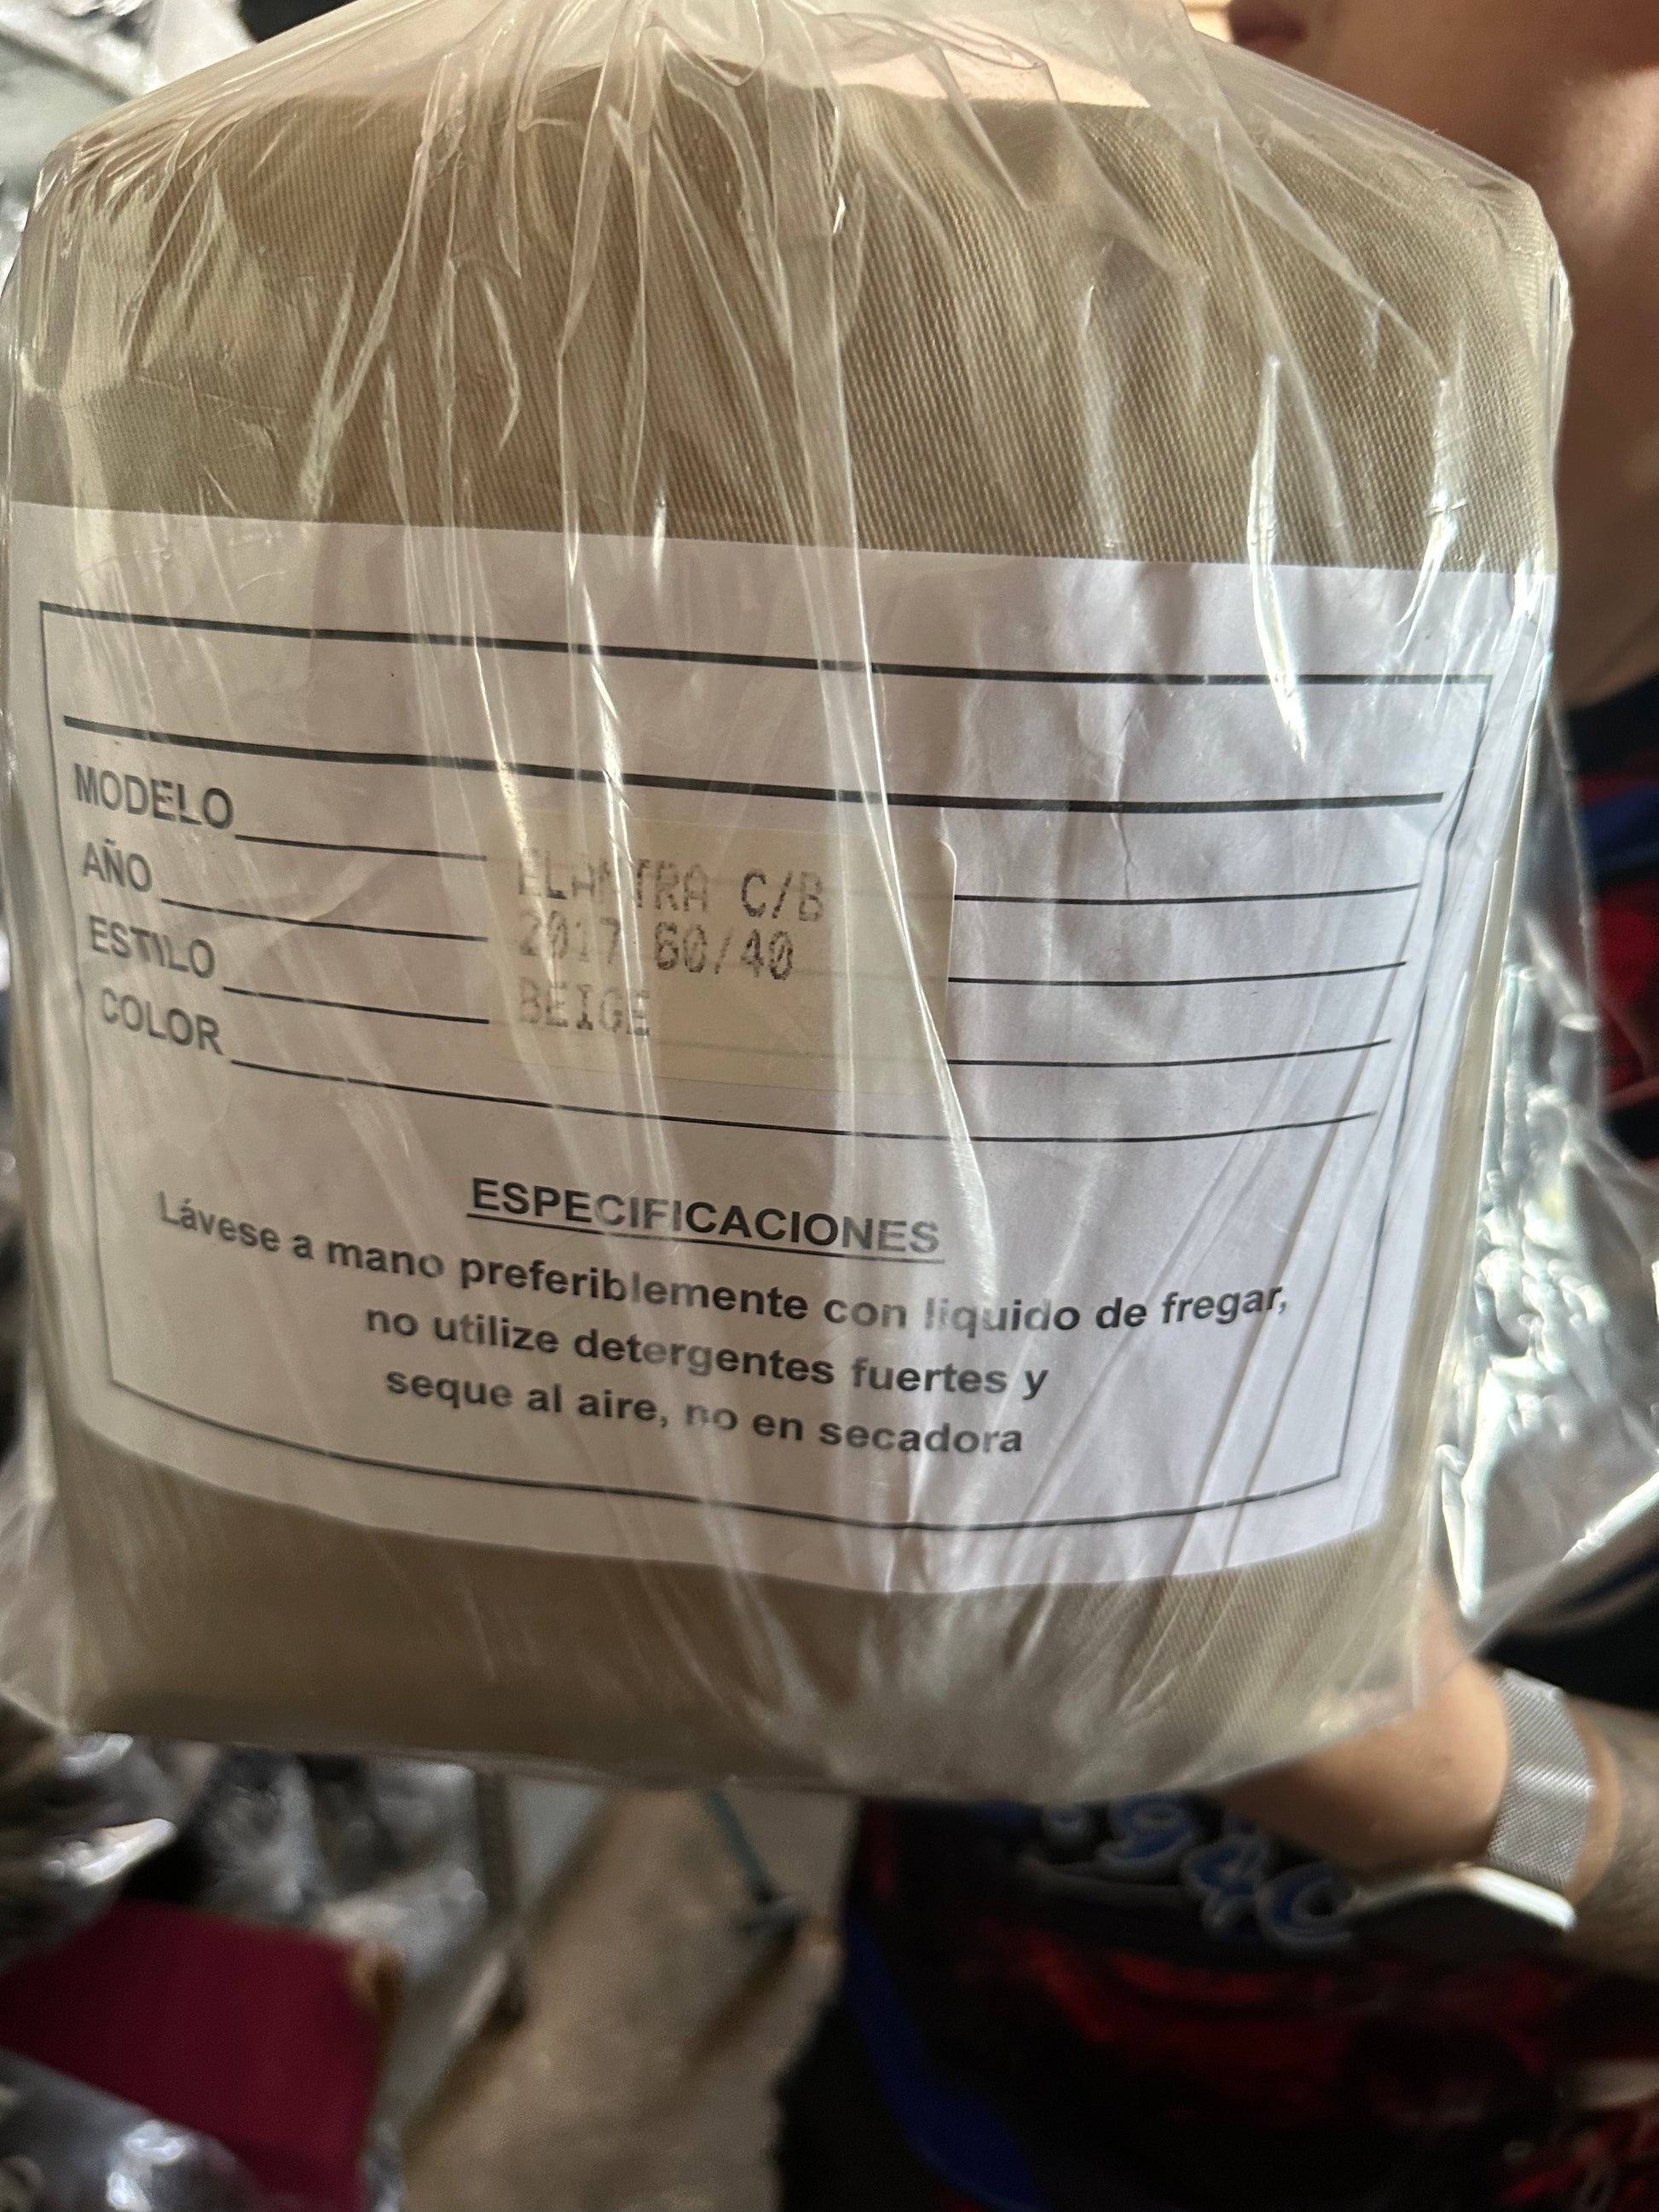 MODELO
ELANTRA C/B
AÑO
2017 60/40
ESTILO
BEIGE
COLOR
ESPECIFICACIONES
Lávese a mano preferiblemente con liquido de fregar,
no utilize detergentes fuertes y
seque al aire, no en secadora